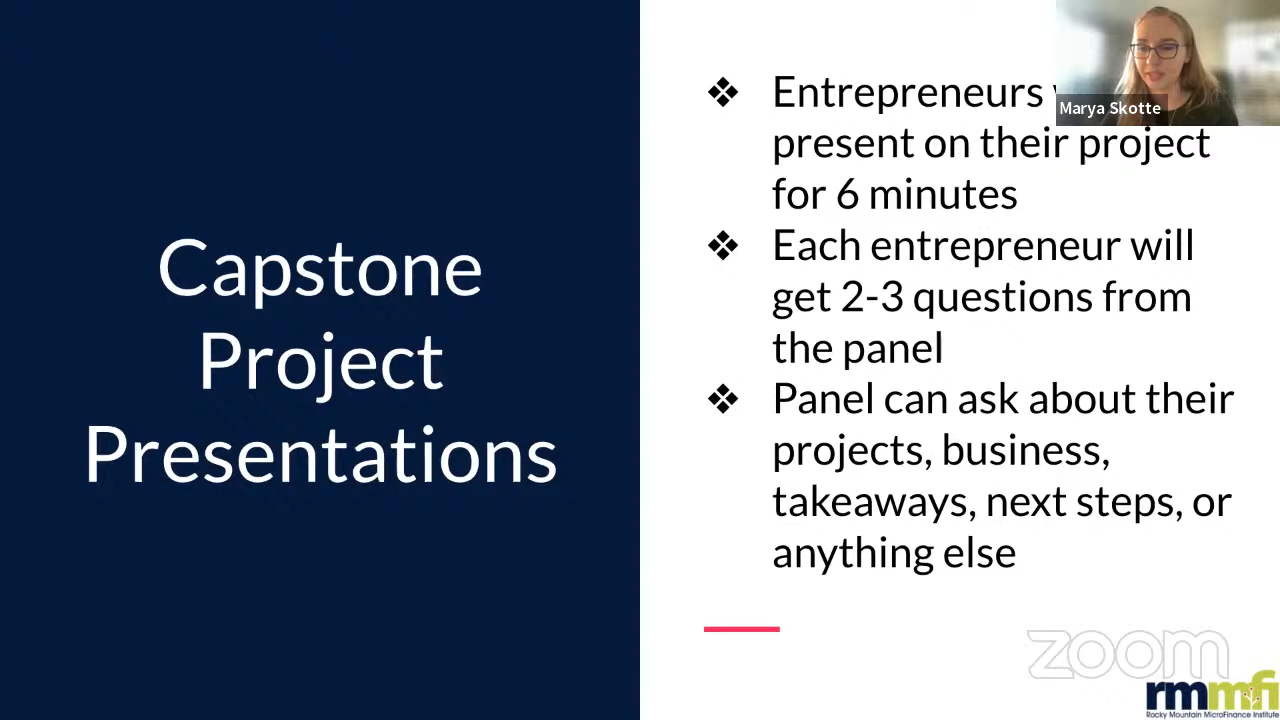 Capstone
Project
Presentations
❖ Entrepreneurs
present on their project
for 6 minutes
❖ Each entrepreneur will
get 2-3 questions from
the panel
❖ Panel can ask about their
projects, business,
takeaways, next steps, or
anything else
Marya Skotte
zoom
rmmfi
Rocky Mountain MicroFinance Institute